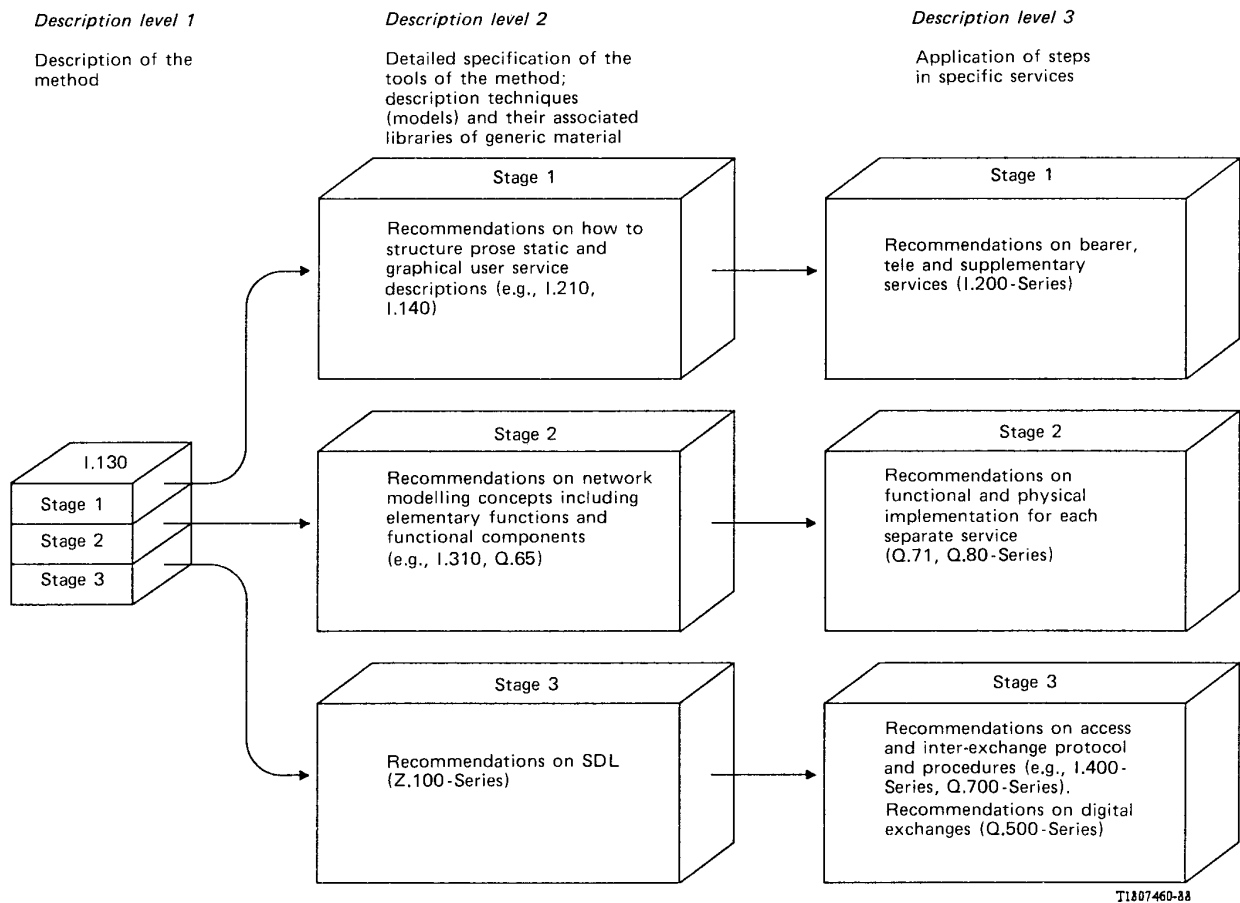 Description level 1
Description of the
method
Description level 2
Detailed specification of the
tools of the method;
description techniques
(models) and their associated
libraries of generic material
Description level 3
Application of steps
in specific services
Stage 1
Recommendations on how to
structure prose static and
graphical user service
descriptions (e.g., I.210,
I.140)
Stage 1
Recommendations on bearer,
tele and supplementary
services (I.200-Series)
I.130
Stage 1
Stage 2
Stage 3
Stage 2
Recommendations on network
modelling concepts including
elementary functions and
functional components
(e.g., I.310, Q.65)
Stage 2
Recommendations on
functional and physical
implementation for each
separate service
(Q.71, Q.80-Series)
Stage 3
Recommendations on SDL
(Z.100-Series)
Stage 3
Recommendations on access
and inter-exchange protocol
and procedures (e.g., I.400-
Series, Q.700-Series).
Recommendations on digital
exchanges (Q.500-Series)
T1807460-88